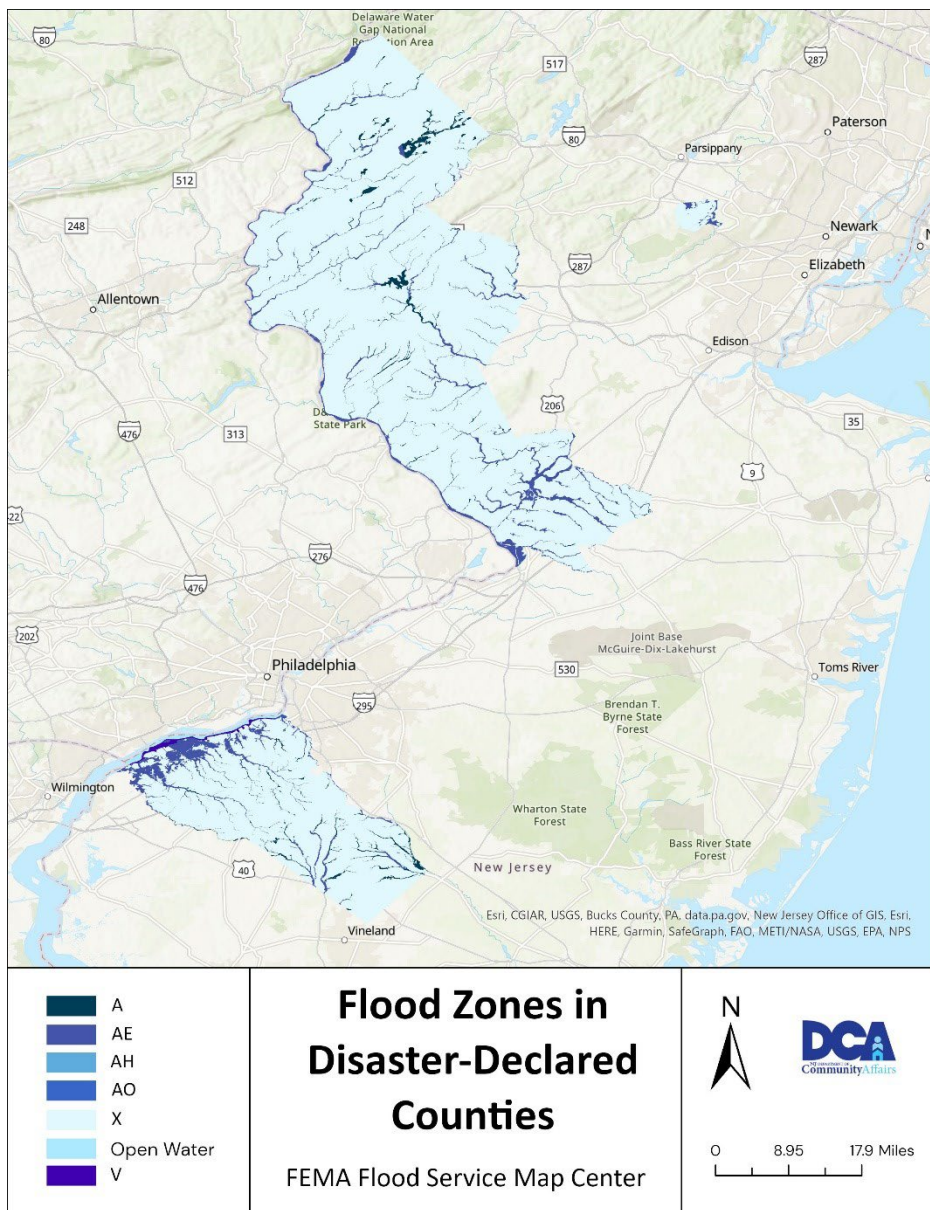 Delaware Water
Gap National
80
517
287
Paterson
80
Parsippany
512
248
Newark
Elizabeth
287
Allentown
Edison
206
State Park
476
313
35
9
276
476
202
Joint Base
McGuire-Dix-Lakehurst
Philadelphia
530
Toms River
295
Brendan T.
Byrne State
Forest
Wilmington
Wharton State
Forest
Bass River State
Forest
40
New Jersey
Vineland
Esri, CGIAR, USGS, Bucks County, PA, data.pa.gov, New Jersey Office of GIS, Esri,
HERE, Garmin, SafeGraph, FAO, METI/NASA, USGS, EPA, NPS
A
AE
AH
AO
X
Open Water
V
Flood Zones in
Disaster-Declared
Counties
FEMA Flood Service Map Center
N
DCA
Community Affairs
0 8.95 17.9 Miles